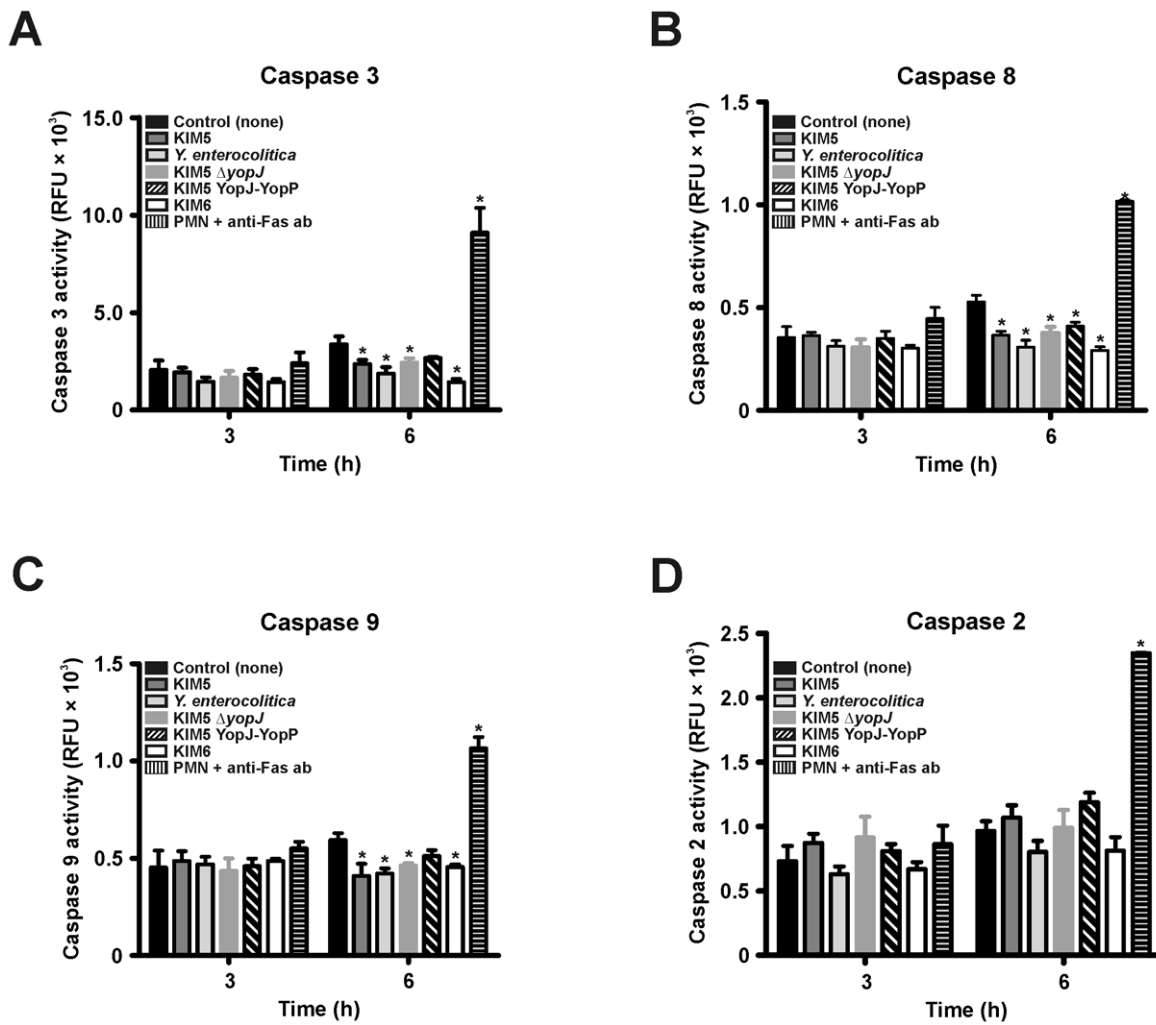 A
Caspase 3
Caspase 3 activity (RFU × 10³)
15.0
10.0
5.0
0
Control (none)
KIM5
Y. enterocolitica
KIM5 ΔyopJ
KIM5 YopJ-YopP
KIM6
PMN + anti-Fas ab
*
* * *
*
3 6
Time (h)
B
Caspase 8
Caspase 8 activity (RFU × 10³)
1.5
1.0
0.5
0
Control (none)
KIM5
Y. enterocolitica
KIM5 ΔyopJ
KIM5 YopJ-YopP
KIM6
PMN + anti-Fas ab
*
* * * * *
3 6
Time (h)
C
Caspase 9
Caspase 9 activity (RFU × 10³)
1.5
1.0
0.5
0
Control (none)
KIM5
Y. enterocolitica
KIM5 ΔyopJ
KIM5 YopJ-YopP
KIM6
PMN + anti-Fas ab
*
* * * *
3 6
Time (h)
D
Caspase 2
Caspase 2 activity (RFU × 10³)
2.5
2.0
1.5
1.0
0.5
0
Control (none)
KIM5
Y. enterocolitica
KIM5 ΔyopJ
KIM5 YopJ-YopP
KIM6
PMN + anti-Fas ab
*
3 6
Time (h)